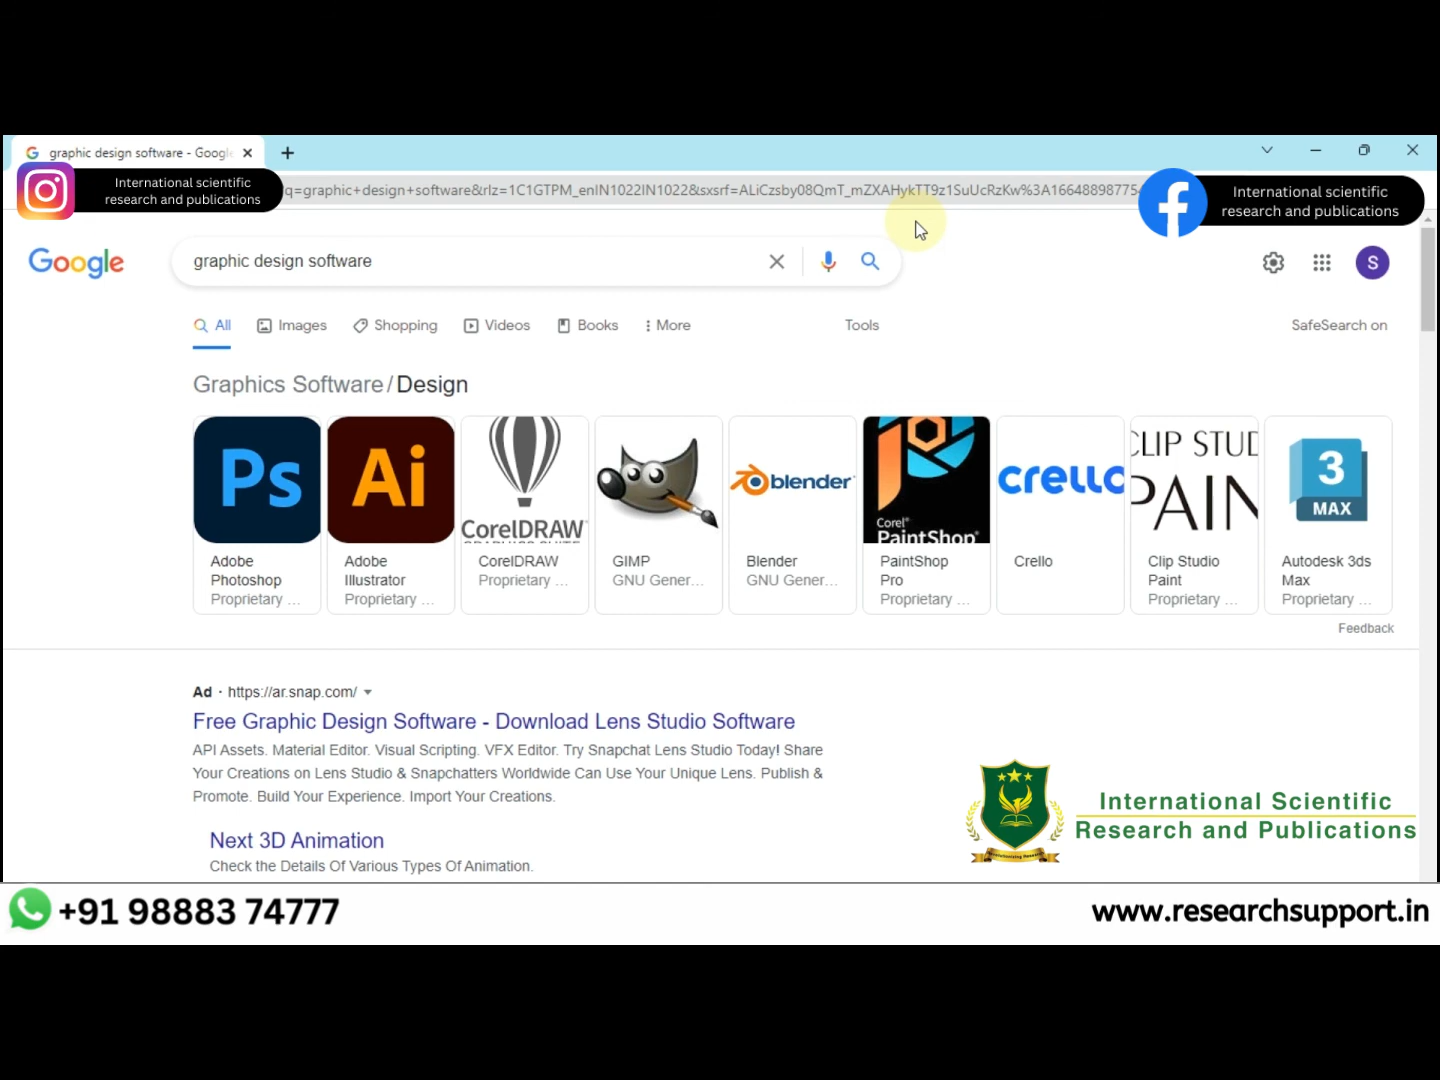 graphic design software - Google
International scientific
research and publications
q=graphic+design+software&rlz=1C1GTPM_enIN1022IN1022&sxsrf=ALiCzsby08QmT_mZXAHykTT9z1SuUcRzKw%3A16648898775
International scientific
research and publications
Google
graphic design software
S
All
Images
Shopping
Videos
Books
More
Tools
SafeSearch on
Graphics Software/Design
Ps
Ai
CorelDRAW
blender
Corel
PaintShop
crello
CLIP STUD
PAIN
3
MAX
Adobe
Photoshop
Proprietary ...
Adobe
Illustrator
Proprietary ...
CorelDRAW
Proprietary ...
GIMP
GNU Gener...
Blender
GNU Gener...
PaintShop
Pro
Proprietary ...
Crello
Clip Studio
Paint
Proprietary ...
Autodesk 3ds
Max
Proprietary ...
Feedback
Ad · https://ar.snap.com/
Free Graphic Design Software - Download Lens Studio Software
API Assets. Material Editor. Visual Scripting. VFX Editor. Try Snapchat Lens Studio Today! Share
Your Creations on Lens Studio & Snapchatters Worldwide Can Use Your Unique Lens. Publish &
Promote. Build Your Experience. Import Your Creations.
Next 3D Animation
Check the Details Of Various Types Of Animation.
International Scientific
Research and Publications
+91 98883 74777
www.researchsupport.in